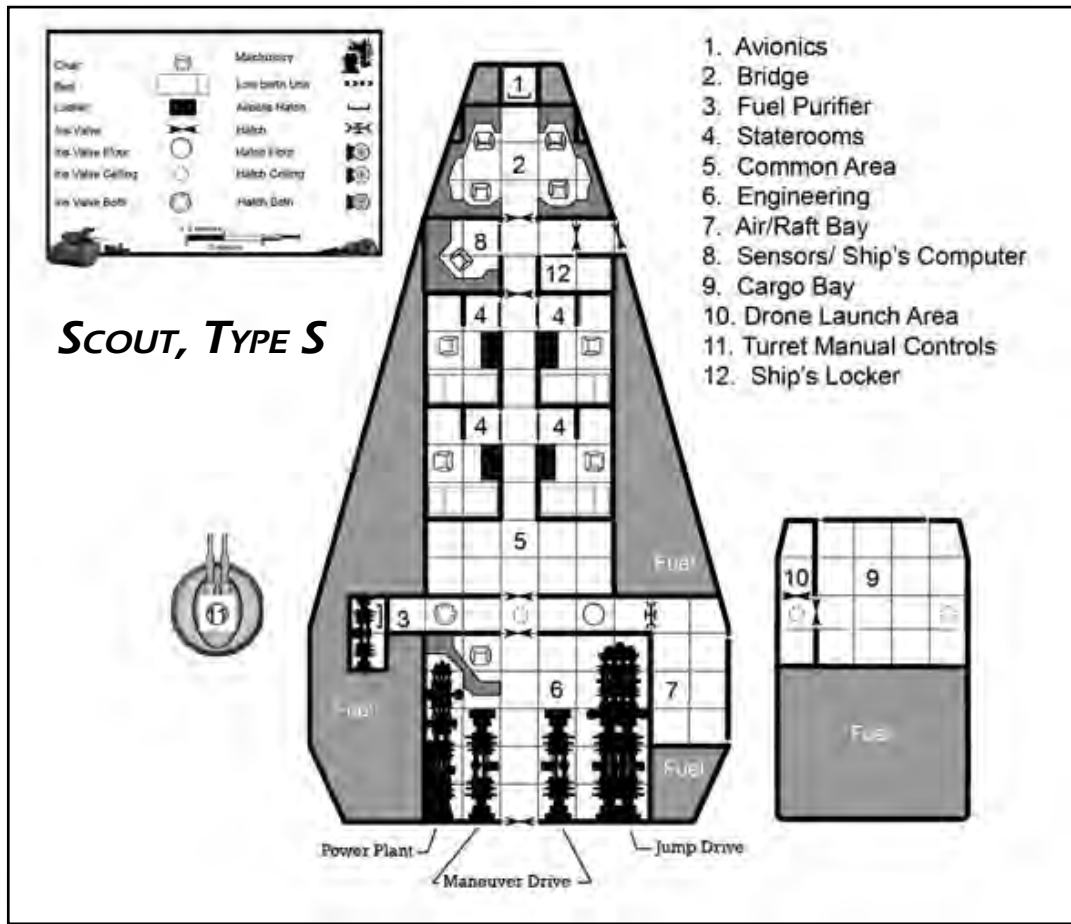 Chair
Machinery
Bed
Low Berth Unit
Locker
Access Hatch
Iris Valve
Hatch
Iris Valve Floor
Hatch Floor
Iris Valve Ceiling
Hatch Ceiling
Iris Valve Both
Hatch Both
SCOUT, TYPE S
1. Avionics
2. Bridge
3. Fuel Purifier
4. Staterooms
5. Common Area
6. Engineering
7. Air/Raft Bay
8. Sensors/ Ship's Computer
9. Cargo Bay
10. Drone Launch Area
11. Turret Manual Controls
12. Ship's Locker
1
2
8
12
4
4
4
4
5
Fuel
3
6
7
Fuel
Fuel
11
10
9
Fuel
Power Plant
Maneuver Drive
Jump Drive